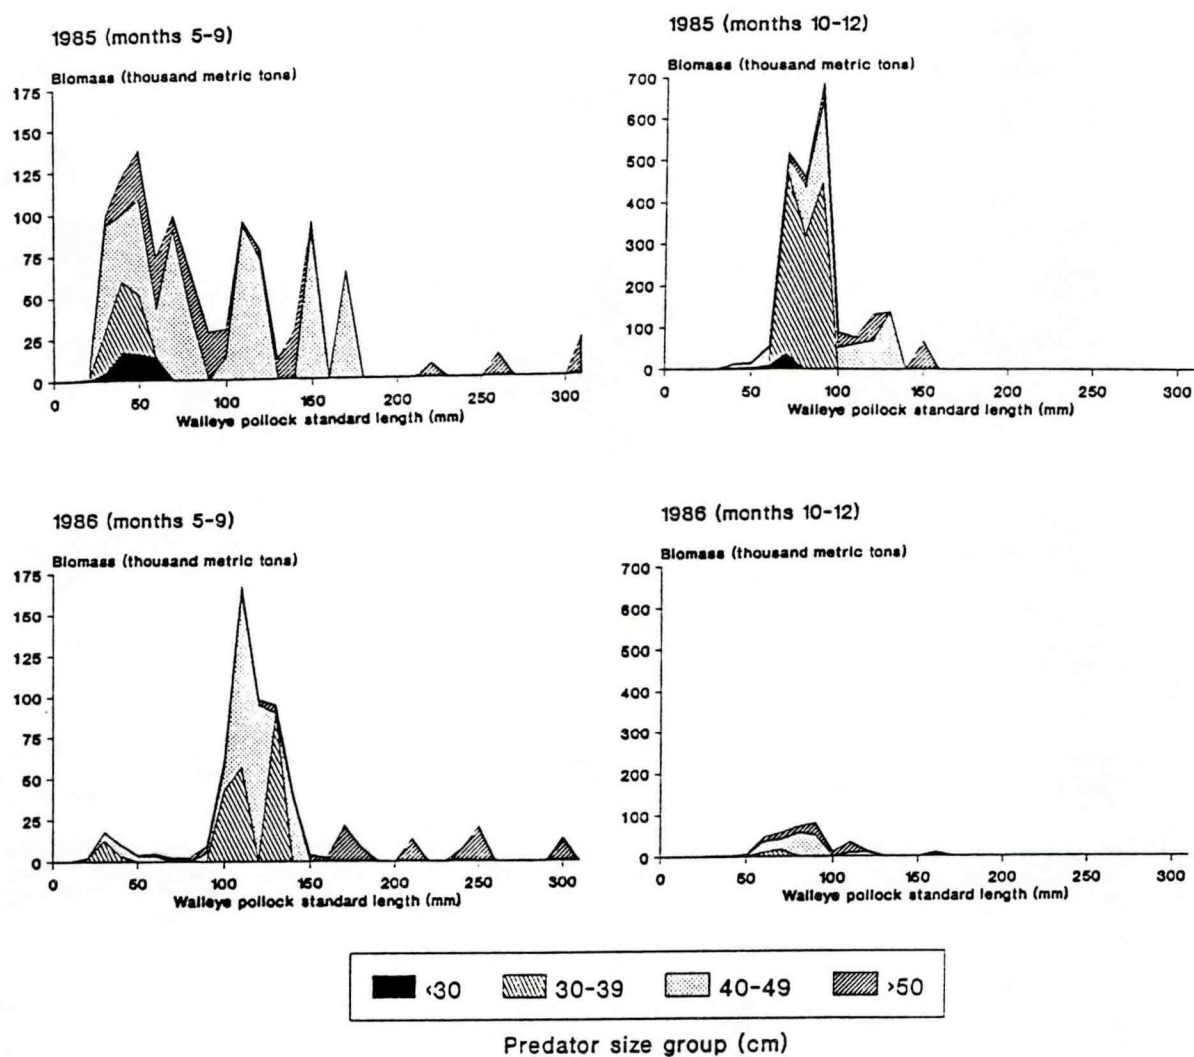 1985 (months 5-9)
Biomass (thousand metric tons)
175
150
125
100
75
50
25
0
0 50 100 150 200 250 300
Walleye pollock standard length (mm)
1985 (months 10-12)
Biomass (thousand metric tons)
700
600
500
400
300
200
100
0
0 50 100 150 200 250 300
Walleye pollock standard length (mm)
1986 (months 5-9)
Biomass (thousand metric tons)
175
150
125
100
75
50
25
0
0 50 100 150 200 250 300
Walleye pollock standard length (mm)
1986 (months 10-12)
Biomass (thousand metric tons)
700
600
500
400
300
200
100
0
0 50 100 150 200 250 300
Walleye pollock standard length (mm)
<30 30-39 40-49 >50
Predator size group (cm)